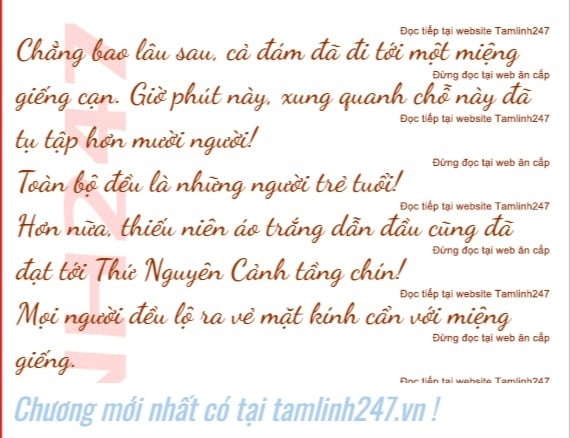 Đọc tiếp tại website Tamlinh247
Chẳng bao lâu sau, cả đám đã đi tới một miệng
Đừng đọc tại web ăn cắp
giếng cạn. Giờ phút này, xung quanh chỗ này đã
Đọc tiếp tại website Tamlinh247
tụ tập hơn mười người!
Đừng đọc tại web ăn cắp
Toàn bộ đều là những người trẻ tuổi!
Đọc tiếp tại website Tamlinh247
Hơn nữa, thiếu niên áo trắng dẫn đầu cũng đã
Đừng đọc tại web ăn cắp
đạt tới Thứ Nguyên Cảnh tầng chín!
Đọc tiếp tại website Tamlinh247
Mọi người đều lộ ra vẻ mặt kính cẩn với miệng
Đừng đọc tại web ăn cắp
giếng.
Đọc tiếp tại website Tamlinh247
NH247
Chương mới nhất có tại tamlinh247.vn !